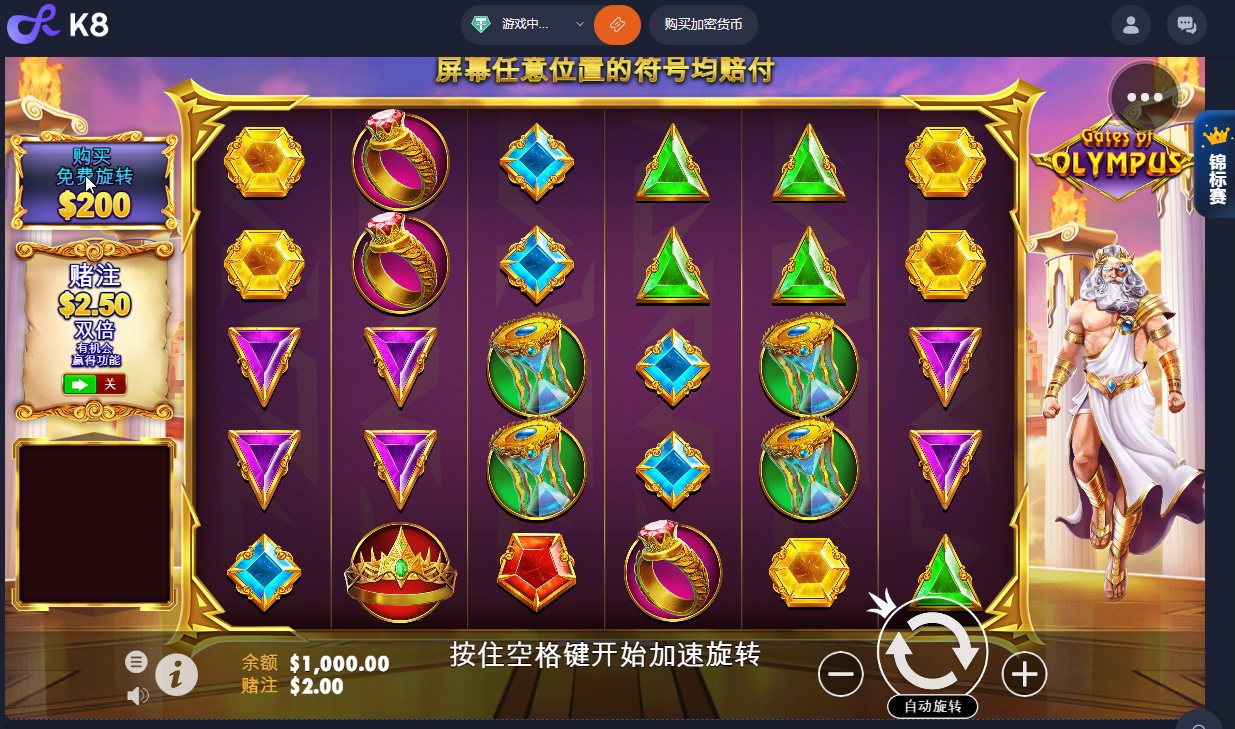 K8
游戏中...
购买加密货币
屏幕任意位置的符号均赔付
Gates of
OLYMPUS
锦标赛
购买
免费旋转
$200
赌注
$2.50
双倍
有机会
赢得功能
关
余额 $1,000.00
赌注 $2.00
按住空格键开始加速旋转
自动旋转